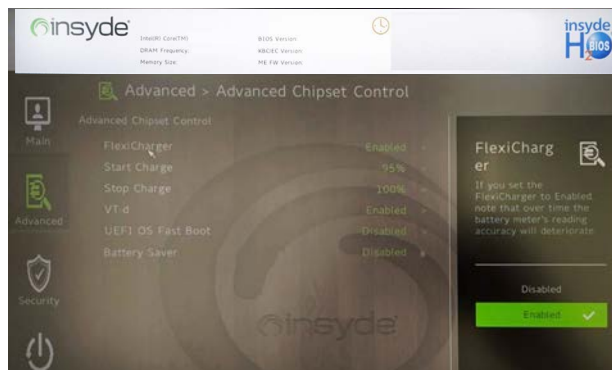 insyde
Intel(R) Core(TM)
DRAM Frequency:
Memory Size:
BIOS Version:
KBC/EC Version:
ME FW Version:
insyde
H2BIOS
Advanced > Advanced Chipset Control
Main
Advanced
Security
Advanced Chipset Control
FlexiCharger Enabled
Start Charge 95%
Stop Charge 100%
VT-d Enabled
UEFI OS Fast Boot Disabled
Battery Saver Disabled
insyde
FlexiCharg
er
If you set the
FlexiCharger to Enabled
note that over time the
battery meter's reading
accuracy will deteriorate
Disabled
Enabled